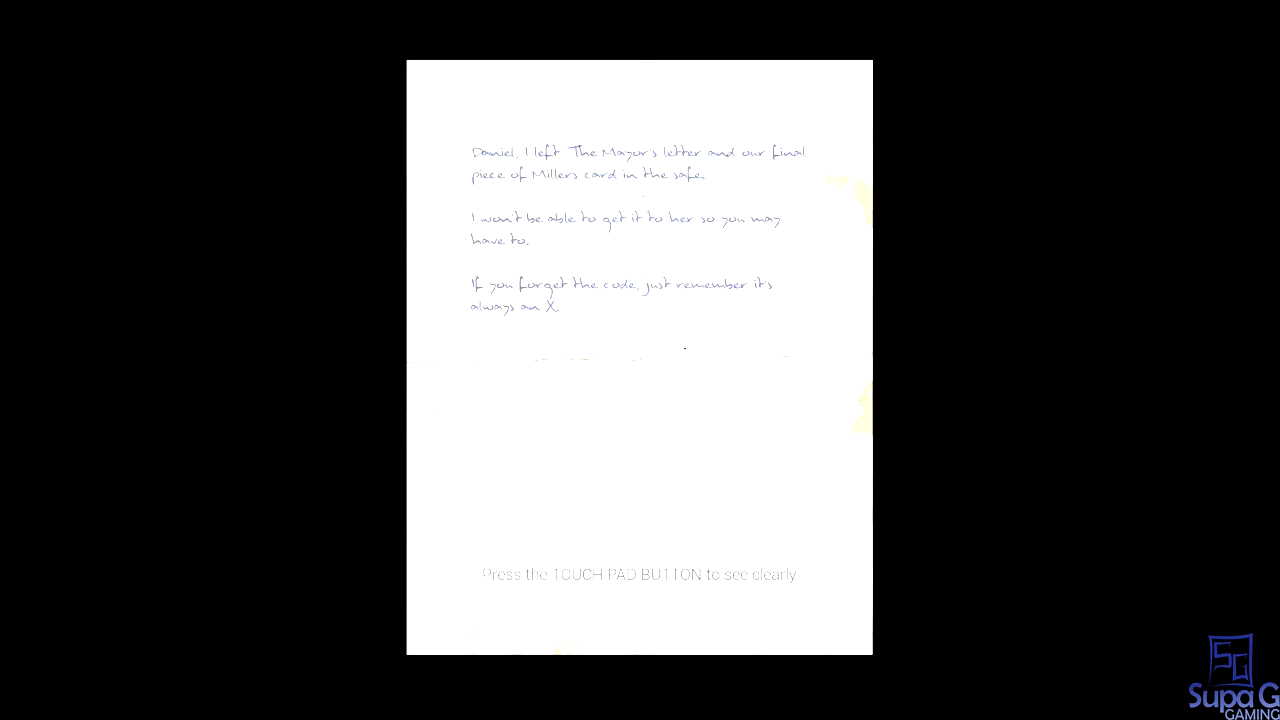 Daniel, I left The Mayor's letter and our final
piece of Millers card in the safe.
I won't be able to get it to her so you may
have to.
If you forget the code, just remember it's
always an X.
Press the TOUCH PAD BUTTON to see clearly
SG
Supa G
GAMING